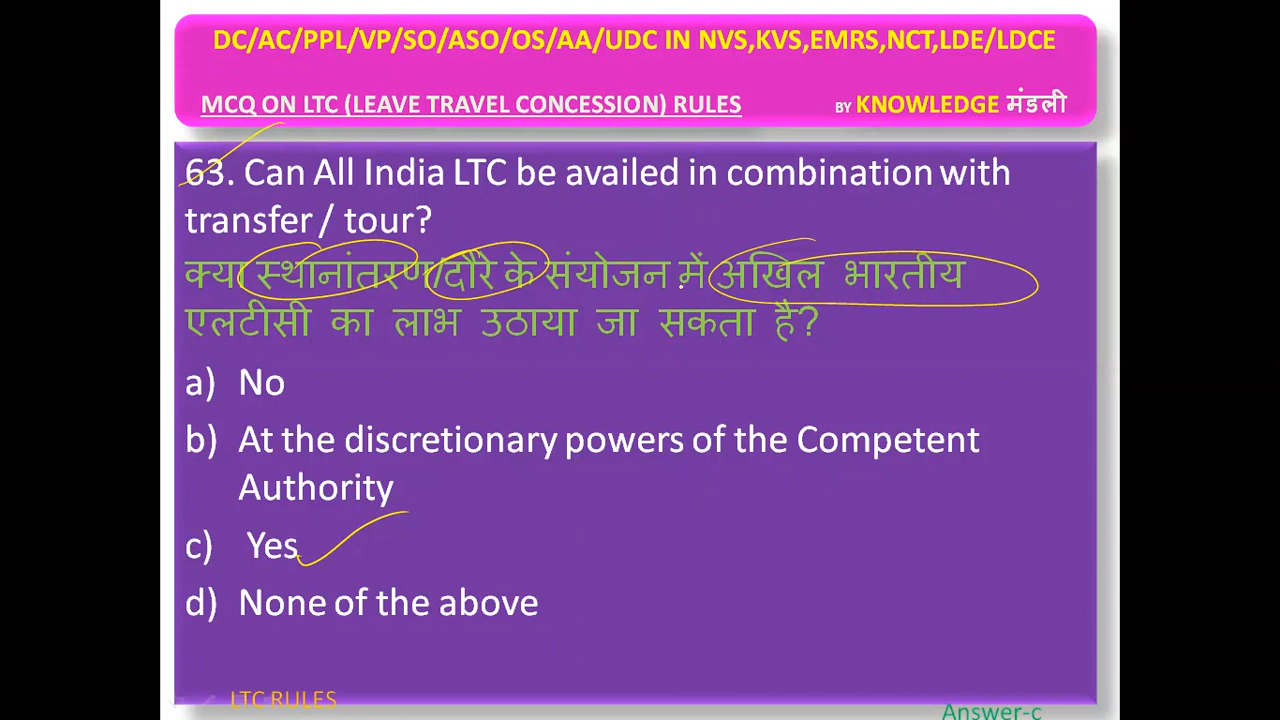 DC/AC/PPL/VP/SO/ASO/OS/AA/UDC IN NVS,KVS,EMRS,NCT,LDE/LDCE
MCQ ON LTC (LEAVE TRAVEL CONCESSION) RULES BY KNOWLEDGE मंडली
63. Can All India LTC be availed in combination with
transfer / tour?
क्या स्थानांतरण/दौरे के संयोजन में अखिल भारतीय
एलटीसी का लाभ उठाया जा सकता है?
a) No
b) At the discretionary powers of the Competent
Authority
c) Yes
d) None of the above
LTC RULES
Answer-c